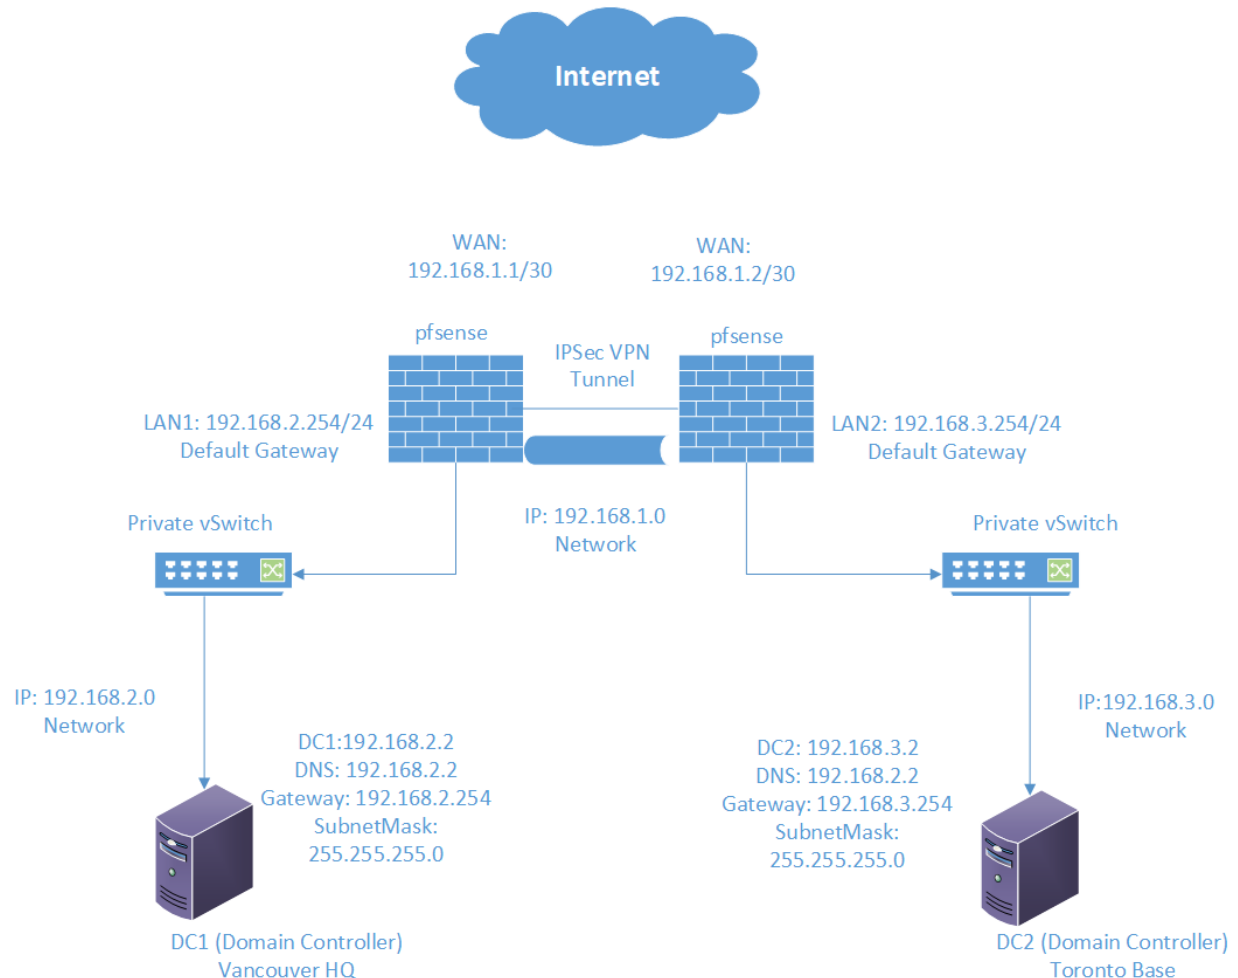 Internet
WAN:
192.168.1.1/30
WAN:
192.168.1.2/30
pfsense
pfsense
IPSec VPN
Tunnel
LAN1: 192.168.2.254/24
Default Gateway
LAN2: 192.168.3.254/24
Default Gateway
Private vSwitch
IP: 192.168.1.0
Network
Private vSwitch
IP: 192.168.2.0
Network
IP:192.168.3.0
Network
DC1:192.168.2.2
DNS: 192.168.2.2
Gateway: 192.168.2.254
SubnetMask:
255.255.255.0
DC2: 192.168.3.2
DNS: 192.168.2.2
Gateway: 192.168.3.254
SubnetMask:
255.255.255.0
DC1 (Domain Controller)
Vancouver HQ
DC2 (Domain Controller)
Toronto Base